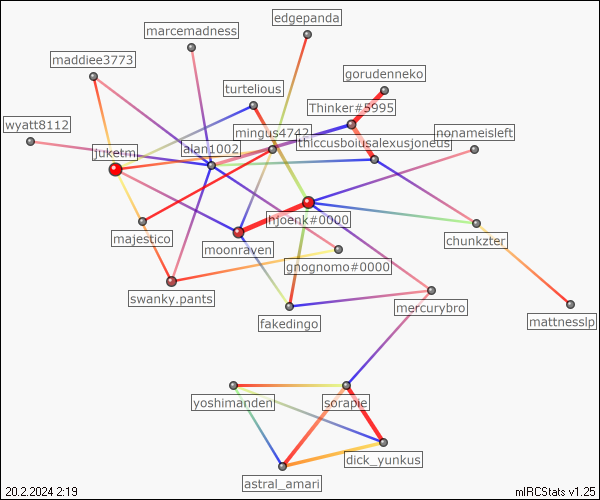 edgepanda
marcemadness
maddiee3773
gorudenneko
turtelious
Thinker#5995
wyatt8112
mingus4742
nonameisleft
thiccusboiusalexusjoneus
juketm
alan1002
hjoenk#0000
majestico
moonraven
chunkzter
gnognomo#0000
swanky.pants
mercurybro
fakedingo
mattnesslp
yoshimanden
sorapie
dick_yunkus
astral_amari
20.2.2024 2:19
mIRCStats v1.25